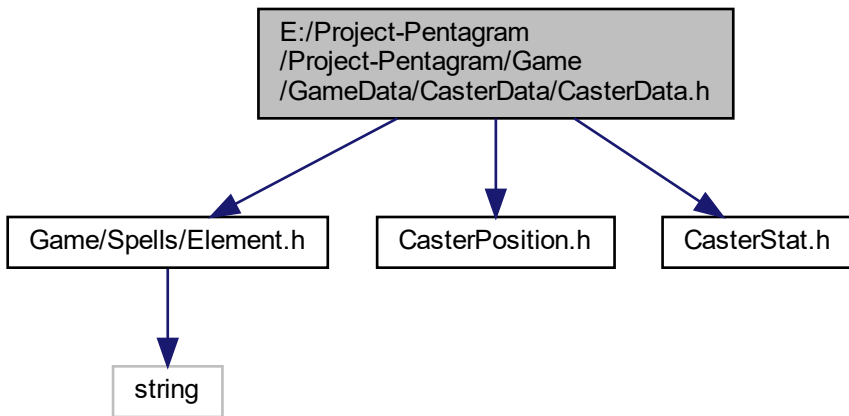 E:/Project-Pentagram
/Project-Pentagram/Game
/GameData/CasterData/CasterData.h
Game/Spells/Element.h
CasterPosition.h
CasterStat.h
string